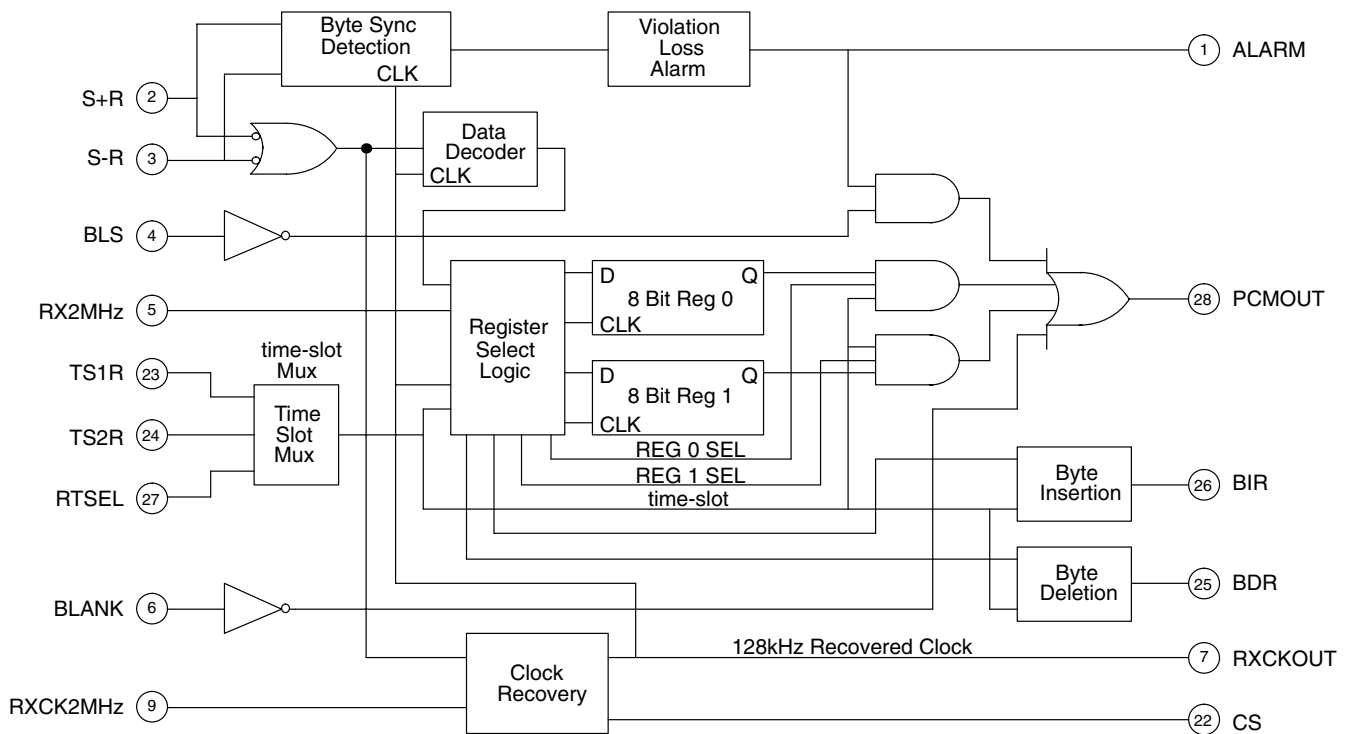 Byte Sync
Detection
CLK
Violation
Loss
Alarm
1 ALARM
S+R 2
S-R 3
Data
Decoder
CLK
BLS 4
RX2MHz 5
Register
Select
Logic
D Q
8 Bit Reg 0
CLK
28 PCMOUT
time-slot
Mux
TS1R 23
TS2R 24
RTSEL 27
Time
Slot
Mux
D Q
8 Bit Reg 1
CLK
REG 0 SEL
REG 1 SEL
time-slot
Byte
Insertion
26 BIR
Byte
Deletion
25 BDR
BLANK 6
Clock
Recovery
128kHz Recovered Clock
7 RXCKOUT
RXCK2MHz 9
22 CS